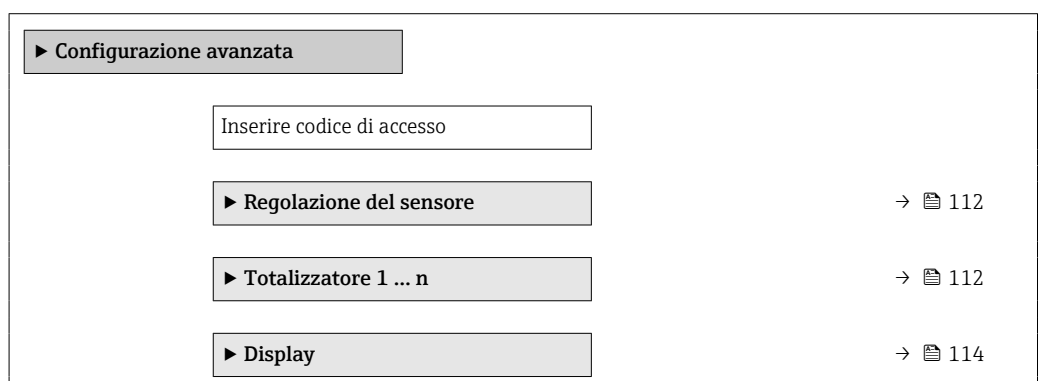 ▶ Configurazione avanzata
Inserire codice di accesso
▶ Regolazione del sensore → 112
▶ Totalizzatore 1 ... n → 112
▶ Display → 114